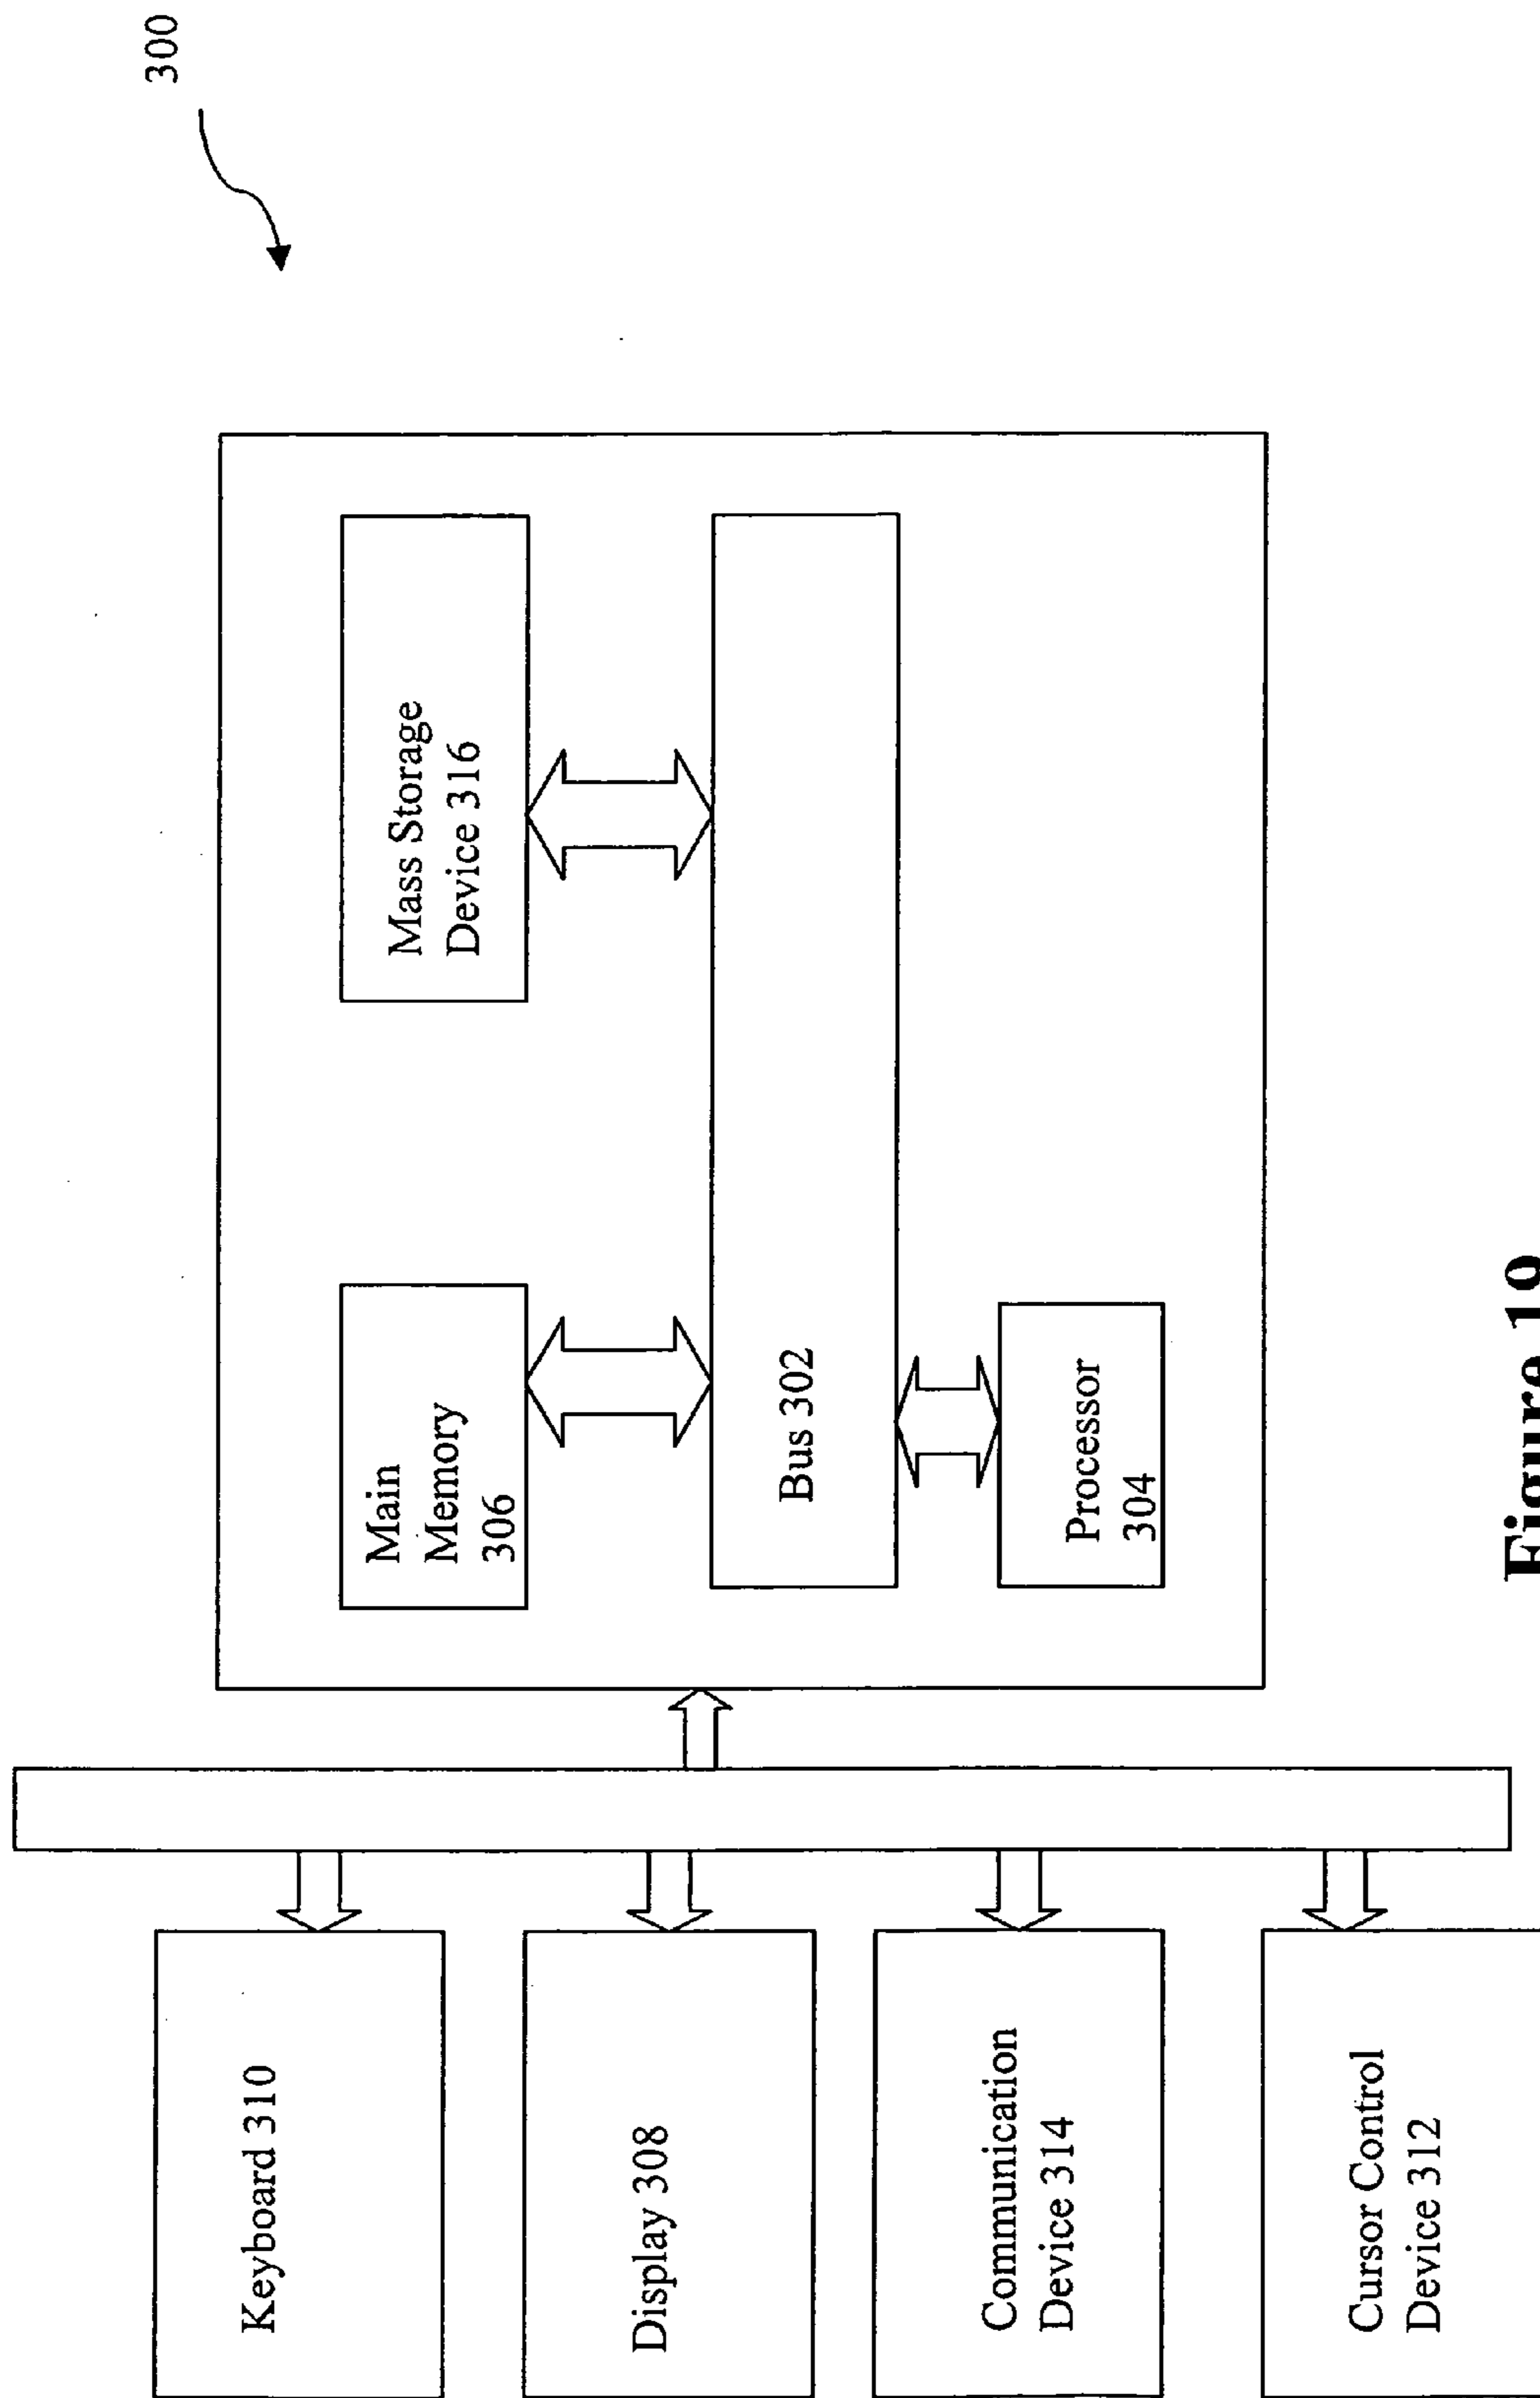 300
Keyboard 310
Main
Memory
306
Mass Storage
Device 316
Display 308
Bus 302
Communication
Device 314
Processor
304
Cursor Control
Device 312
Figure 19